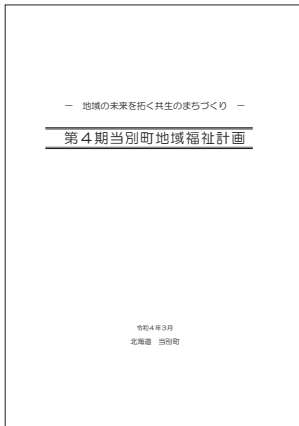 － 地域の未来を拓く共生のまちづくり －
第４期当別町地域福祉計画
令和４年３月
北海道　当別町